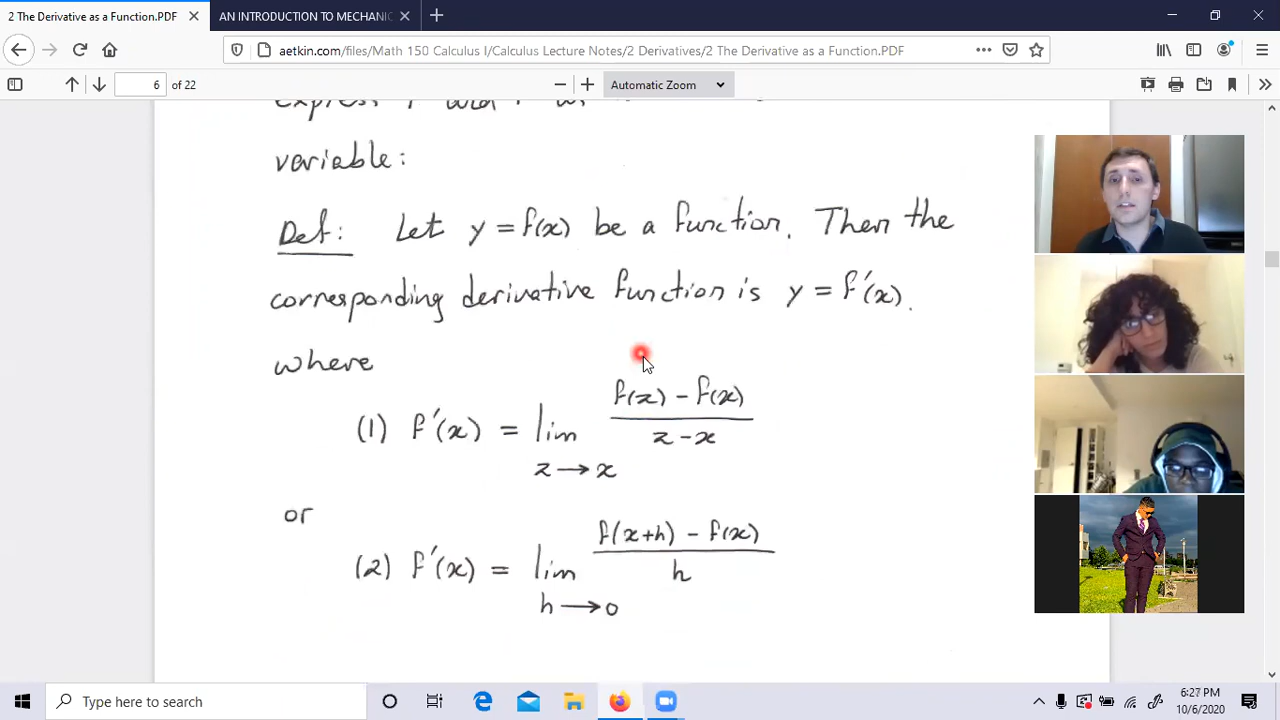 2 The Derivative as a Function.PDF
AN INTRODUCTION TO MECHANIC
aetkin.com/files/Math 150 Calculus I/Calculus Lecture Notes/2 Derivatives/2 The Derivative as a Function.PDF
6 of 22
Automatic Zoom
express
variable:
Def: Let y = f(x) be a function. Then the
corresponding derivative function is y = f'(x).
where
f(z) - f(x)
(1) f'(x) = lim
z - x
z → x
or
f(x+h) - f(x)
(2) f'(x) = lim
h
h → 0
Type here to search
6:27 PM
10/6/2020